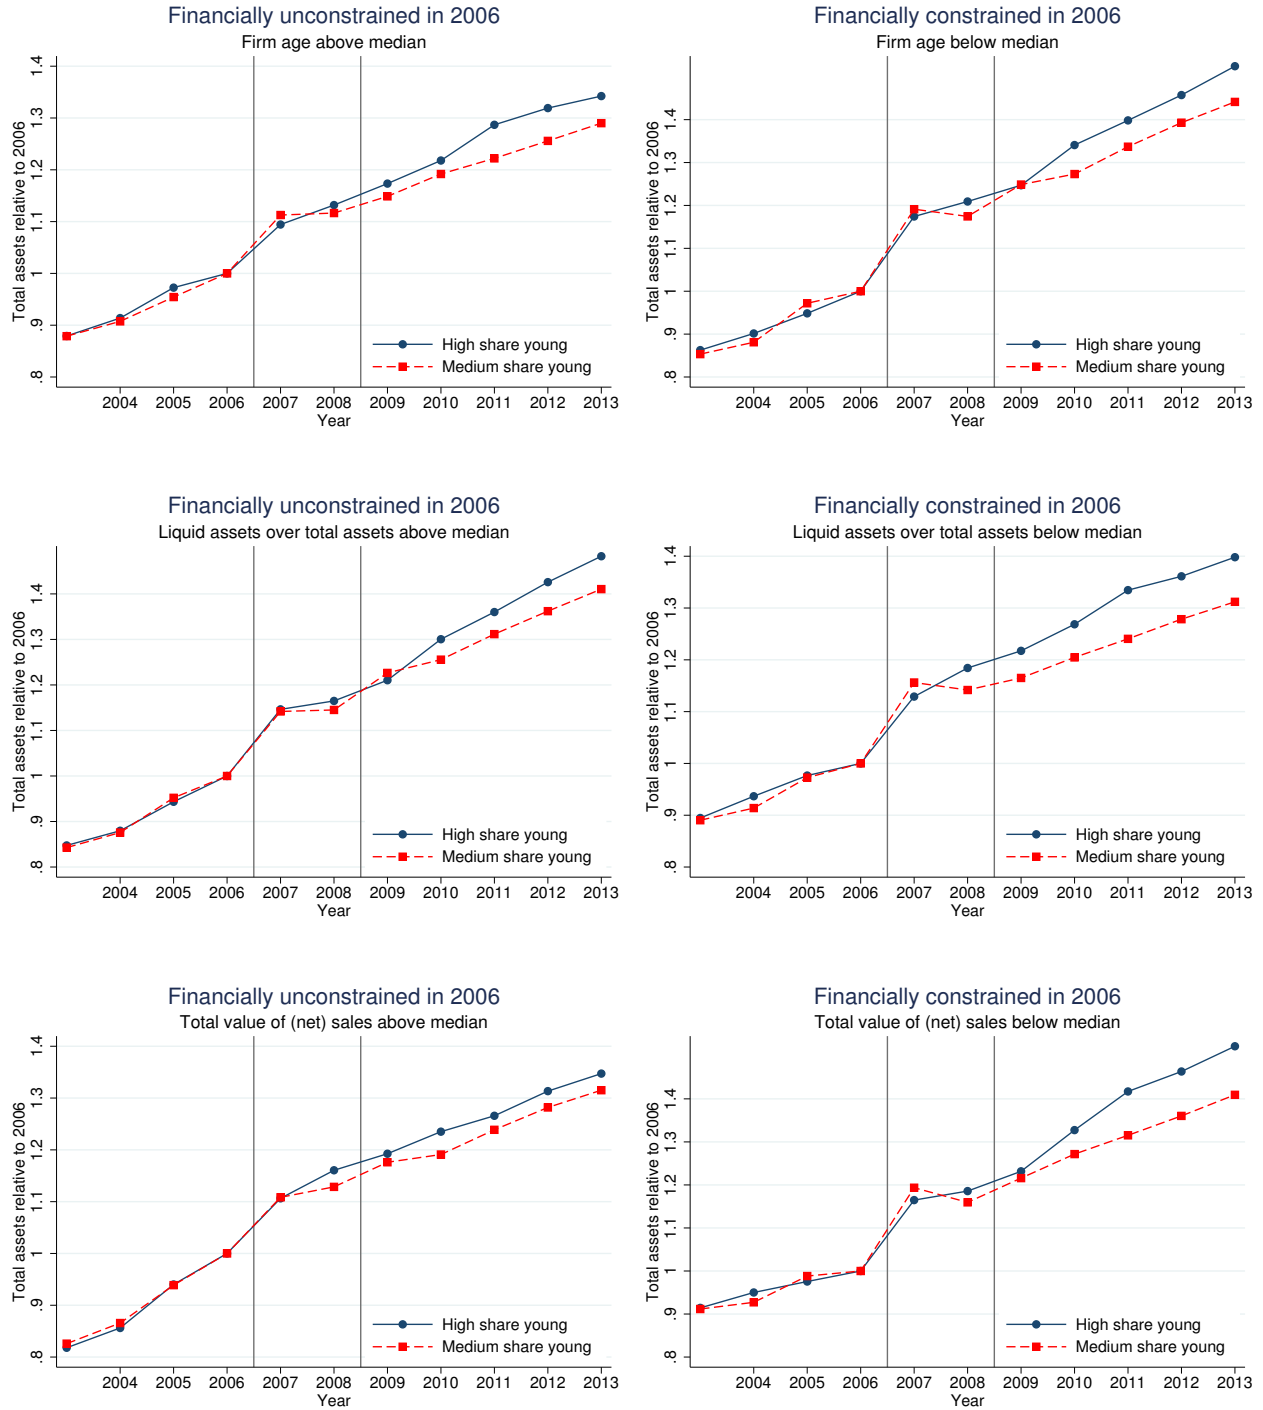 Financially unconstrained in 2006
Firm age above median
Total assets relative to 2006
1.4
1.3
1.2
1.1
1
.9
.8
High share young
Medium share young
2004 2005 2006 2007 2008 2009 2010 2011 2012 2013
Year
Financially constrained in 2006
Firm age below median
Total assets relative to 2006
1.4
1.3
1.2
1.1
1
.9
.8
High share young
Medium share young
2004 2005 2006 2007 2008 2009 2010 2011 2012 2013
Year
Financially unconstrained in 2006
Liquid assets over total assets above median
Total assets relative to 2006
1.4
1.3
1.2
1.1
1
.9
.8
High share young
Medium share young
2004 2005 2006 2007 2008 2009 2010 2011 2012 2013
Year
Financially constrained in 2006
Liquid assets over total assets below median
Total assets relative to 2006
1.4
1.3
1.2
1.1
1
.9
.8
High share young
Medium share young
2004 2005 2006 2007 2008 2009 2010 2011 2012 2013
Year
Financially unconstrained in 2006
Total value of (net) sales above median
Total assets relative to 2006
1.4
1.3
1.2
1.1
1
.9
.8
High share young
Medium share young
2004 2005 2006 2007 2008 2009 2010 2011 2012 2013
Year
Financially constrained in 2006
Total value of (net) sales below median
Total assets relative to 2006
1.4
1.3
1.2
1.1
1
.9
.8
High share young
Medium share young
2004 2005 2006 2007 2008 2009 2010 2011 2012 2013
Year